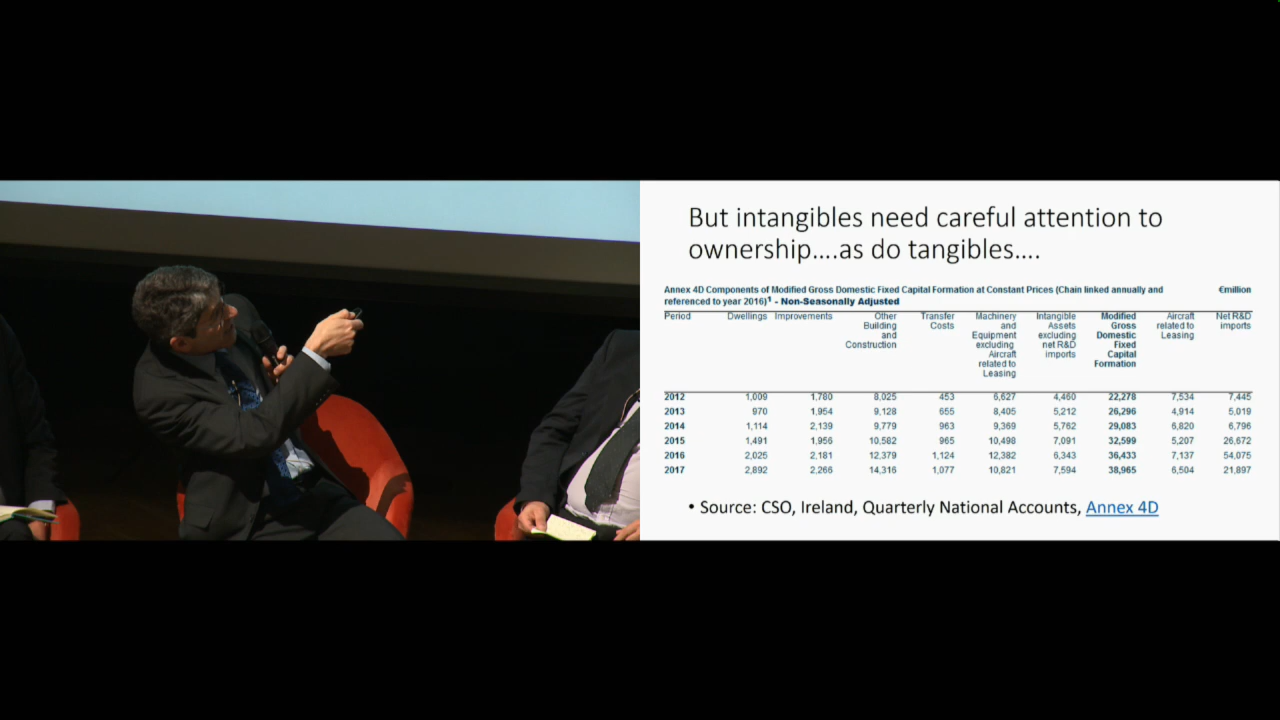 But intangibles need careful attention to
ownership....as do tangibles....
Annex 4D Components of Modified Gross Domestic Fixed Capital Formation at Constant Prices (Chain linked annually and €million
referenced to year 2016)¹ - Non-Seasonally Adjusted
Period Dwellings Improvements Other Transfer Machinery Intangible Modified Aircraft Net R&D
Building Costs and Assets Gross related to imports
and Equipment excluding Domestic Leasing
Construction excluding net R&D Fixed
Aircraft imports Capital
related to Formation
Leasing
2012 1,009 1,780 8,025 453 6,627 4,460 22,278 7,534 7,445
2013 970 1,954 9,128 655 8,405 5,212 26,296 4,914 5,019
2014 1,114 2,139 9,779 963 9,369 5,762 29,083 6,820 6,796
2015 1,491 1,956 10,582 965 10,498 7,091 32,599 5,207 26,672
2016 2,025 2,181 12,379 1,124 12,382 6,343 36,433 7,137 54,075
2017 2,892 2,266 14,316 1,077 10,821 7,594 38,965 6,504 21,897
• Source: CSO, Ireland, Quarterly National Accounts, Annex 4D